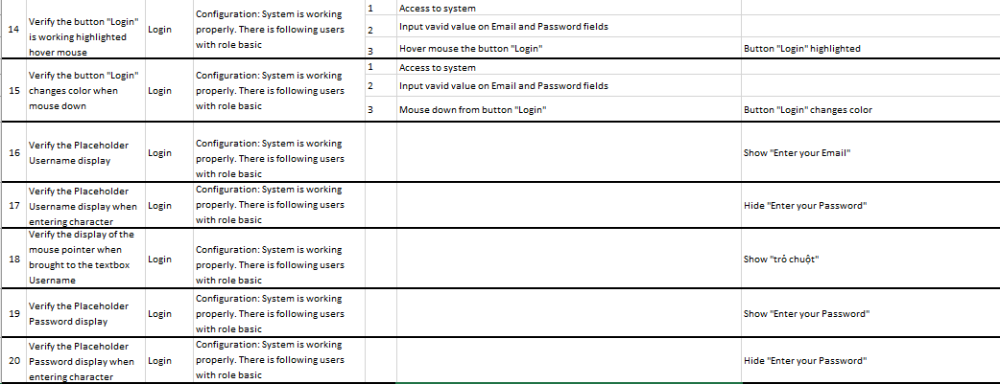 14 Verify the button "Login" is working highlighted hover mouse Login Configuration: System is working properly. There is following users with role basic
1 Access to system
2 Input vavid value on Email and Password fields
3 Hover mouse the button "Login" Button "Login" highlighted
15 Verify the button "Login" changes color when mouse down Login Configuration: System is working properly. There is following users with role basic
1 Access to system
2 Input vavid value on Email and Password fields
3 Mouse down from button "Login" Button "Login" changes color
16 Verify the Placeholder Username display Login Configuration: System is working properly. There is following users with role basic Show "Enter your Email"
17 Verify the Placeholder Username display when entering character Login Configuration: System is working properly. There is following users with role basic Hide "Enter your Password"
18 Verify the display of the mouse pointer when brought to the textbox Username Login Configuration: System is working properly. There is following users with role basic Show "trỏ chuột"
19 Verify the Placeholder Password display Login Configuration: System is working properly. There is following users with role basic Show "Enter your Password"
20 Verify the Placeholder Password display when entering character Login Configuration: System is working properly. There is following users with role basic Hide "Enter your Password"